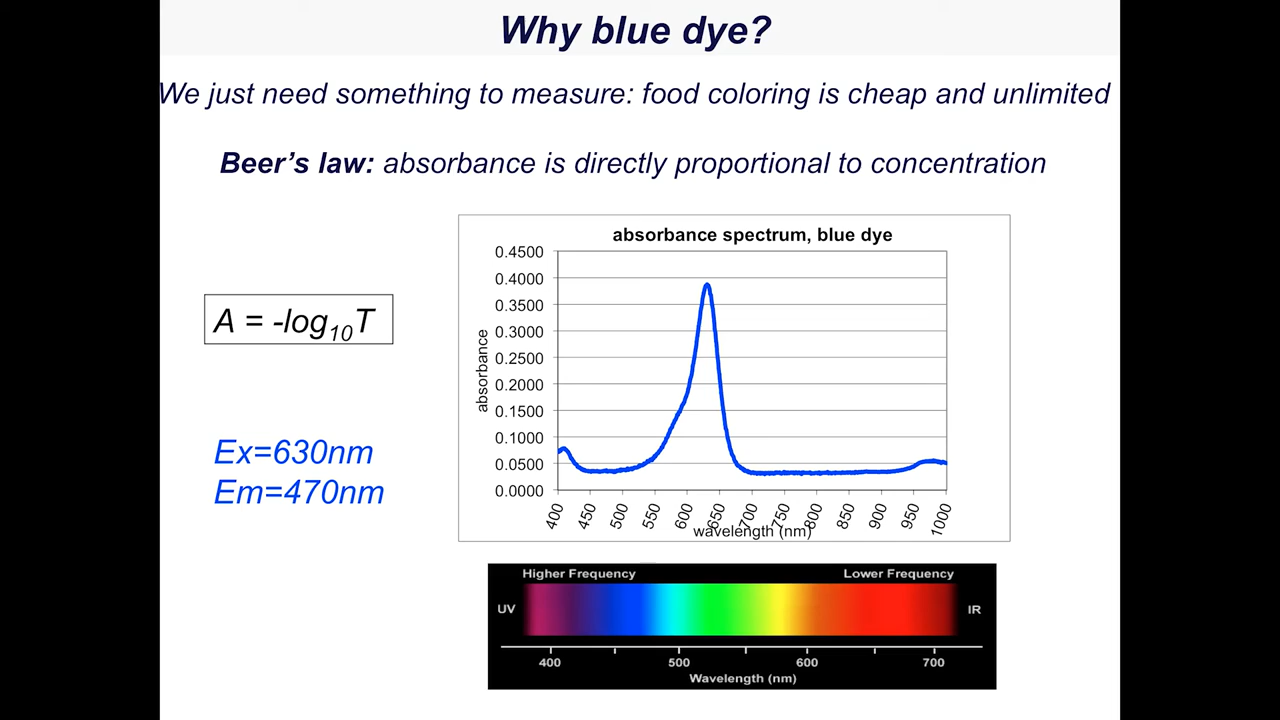 Why blue dye?
We just need something to measure: food coloring is cheap and unlimited
Beer's law: absorbance is directly proportional to concentration
A = -log10T
Ex=630nm
Em=470nm
absorbance spectrum, blue dye
absorbance
0.4500
0.4000
0.3500
0.3000
0.2500
0.2000
0.1500
0.1000
0.0500
0.0000
400 450 500 550 600 650 700 750 800 850 900 950 1000
wavelength (nm)
Higher Frequency Lower Frequency
UV IR
400 500 600 700
Wavelength (nm)